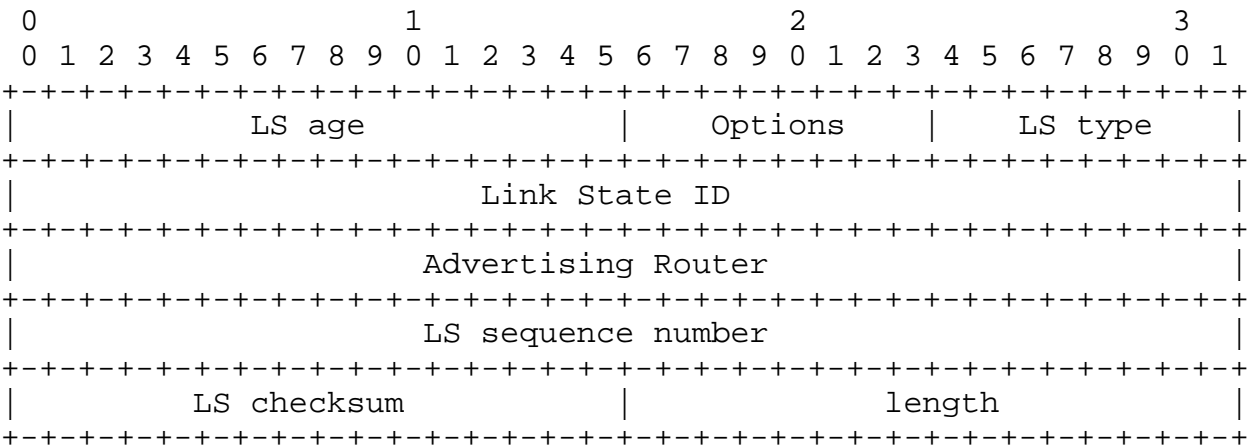 0                   1                   2                   3
 0 1 2 3 4 5 6 7 8 9 0 1 2 3 4 5 6 7 8 9 0 1 2 3 4 5 6 7 8 9 0 1
+-+-+-+-+-+-+-+-+-+-+-+-+-+-+-+-+-+-+-+-+-+-+-+-+-+-+-+-+-+-+-+-+
|            LS age             |    Options    |    LS type    |
+-+-+-+-+-+-+-+-+-+-+-+-+-+-+-+-+-+-+-+-+-+-+-+-+-+-+-+-+-+-+-+-+
|                        Link State ID                          |
+-+-+-+-+-+-+-+-+-+-+-+-+-+-+-+-+-+-+-+-+-+-+-+-+-+-+-+-+-+-+-+-+
|                     Advertising Router                        |
+-+-+-+-+-+-+-+-+-+-+-+-+-+-+-+-+-+-+-+-+-+-+-+-+-+-+-+-+-+-+-+-+
|                     LS sequence number                        |
+-+-+-+-+-+-+-+-+-+-+-+-+-+-+-+-+-+-+-+-+-+-+-+-+-+-+-+-+-+-+-+-+
|         LS checksum           |             length            |
+-+-+-+-+-+-+-+-+-+-+-+-+-+-+-+-+-+-+-+-+-+-+-+-+-+-+-+-+-+-+-+-+